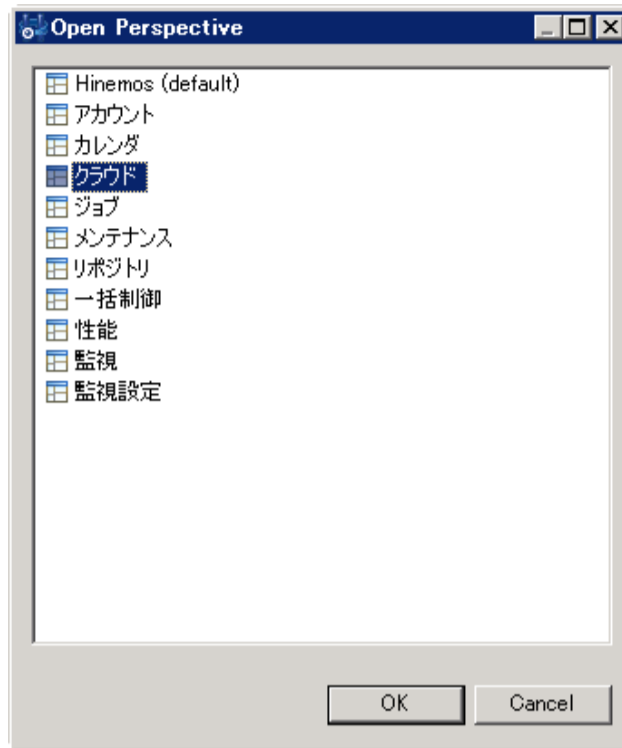 Open Perspective
Hinemos (default)
アカウント
カレンダ
クラウド
ジョブ
メンテナンス
リポジトリ
一括制御
性能
監視
監視設定
OK
Cancel